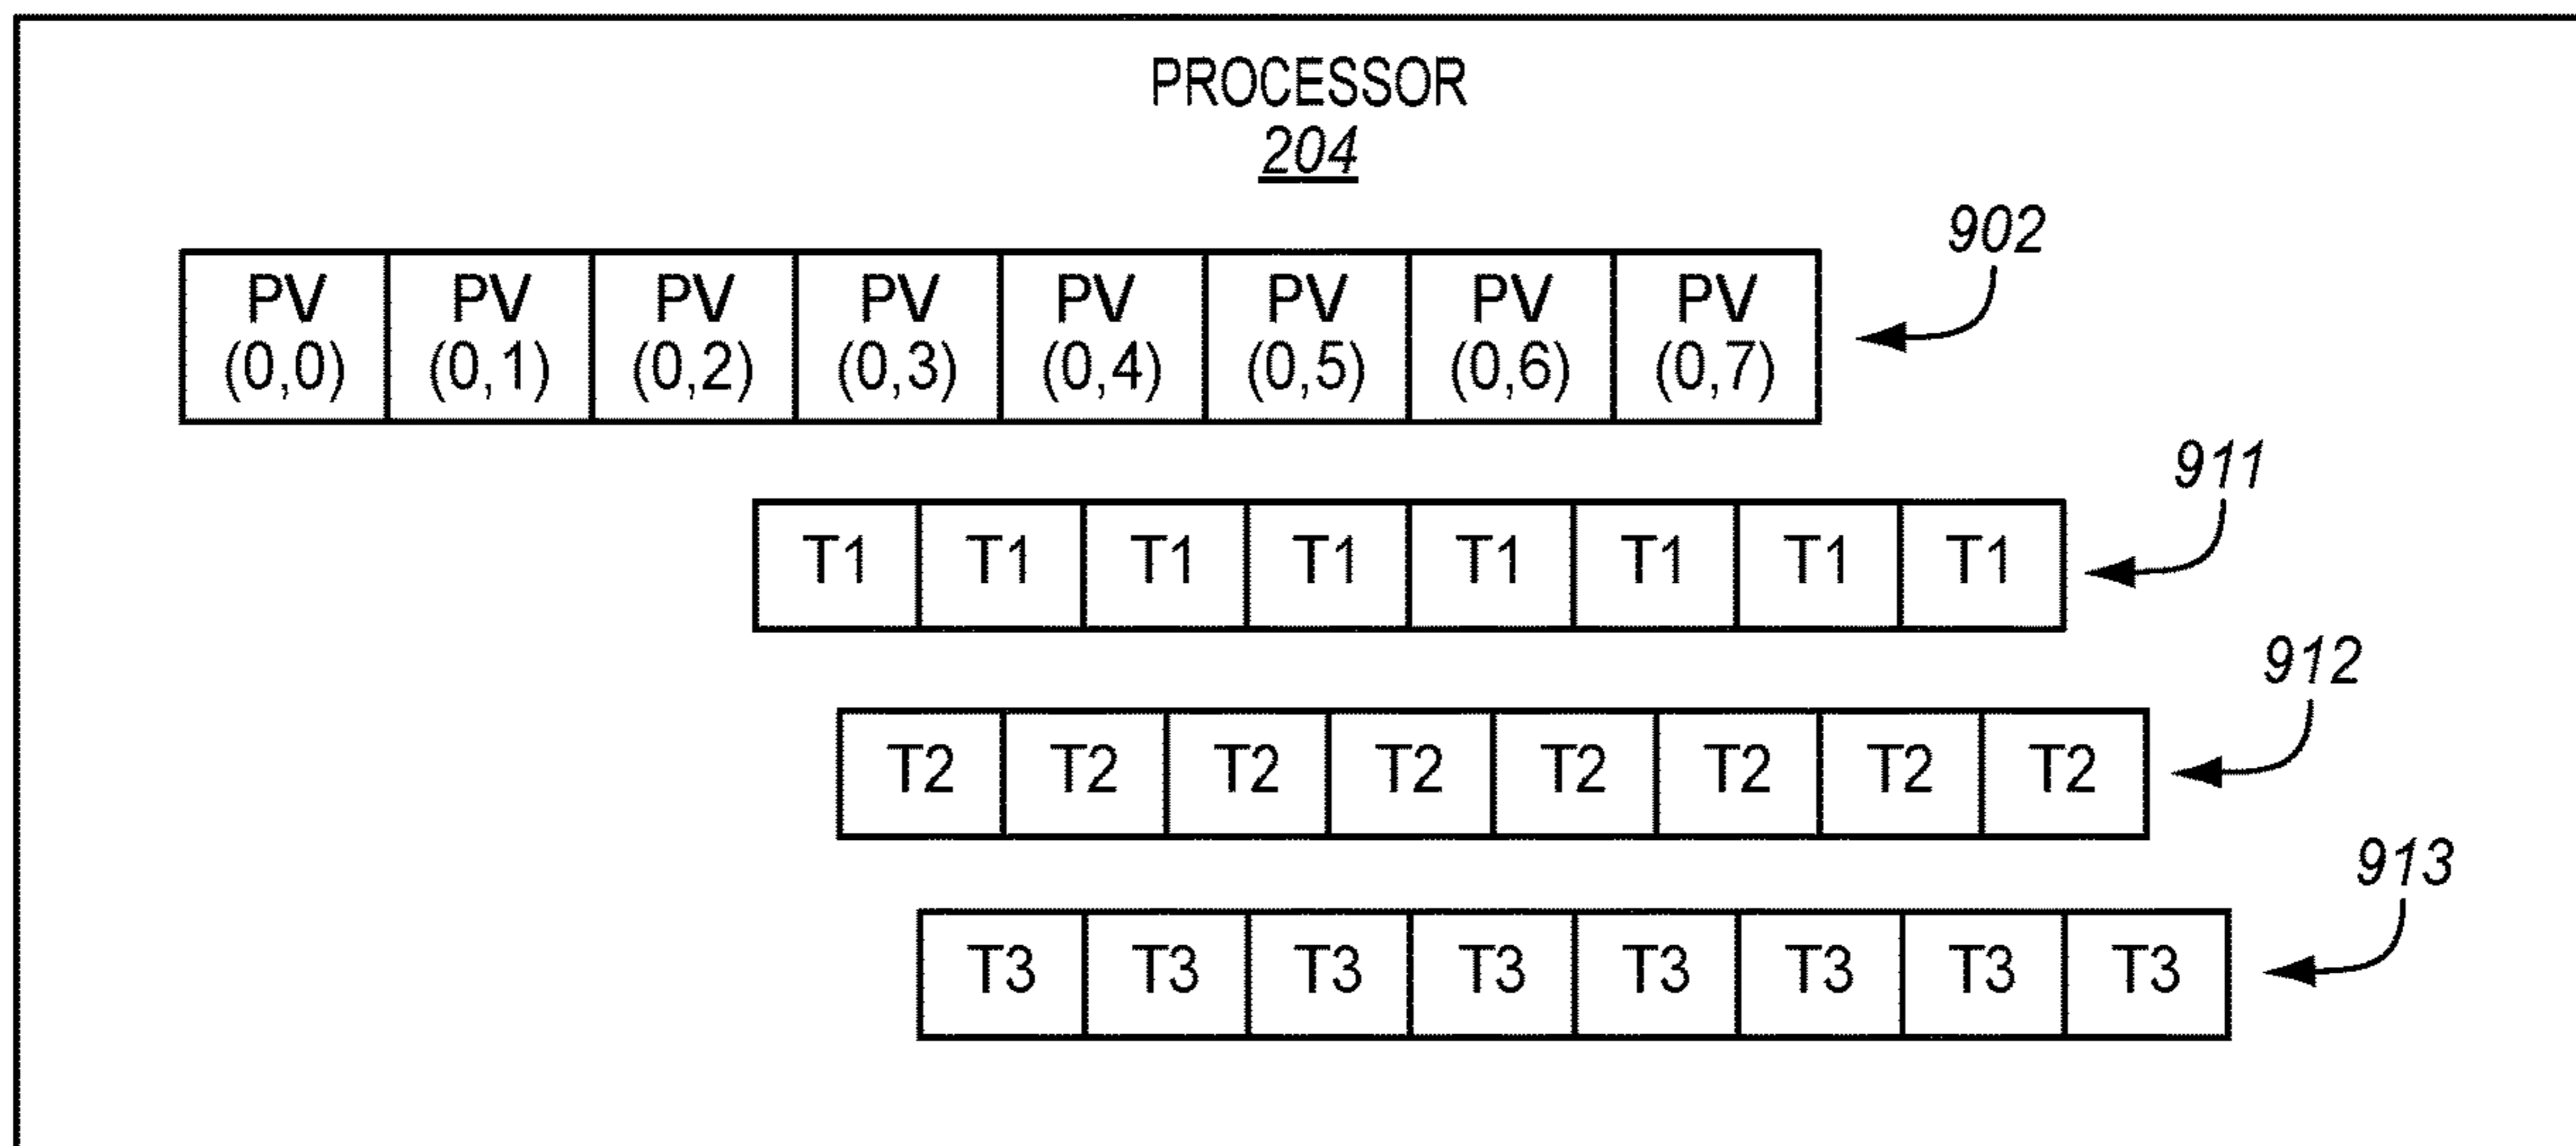 PROCESSOR
204
902
PV PV PV PV PV PV PV PV
(0,0) (0,1) (0,2) (0,3) (0,4) (0,5) (0,6) (0,7)
911
T1 T1 T1 T1 T1 T1 T1 T1
912
T2 T2 T2 T2 T2 T2 T2 T2
913
T3 T3 T3 T3 T3 T3 T3 T3